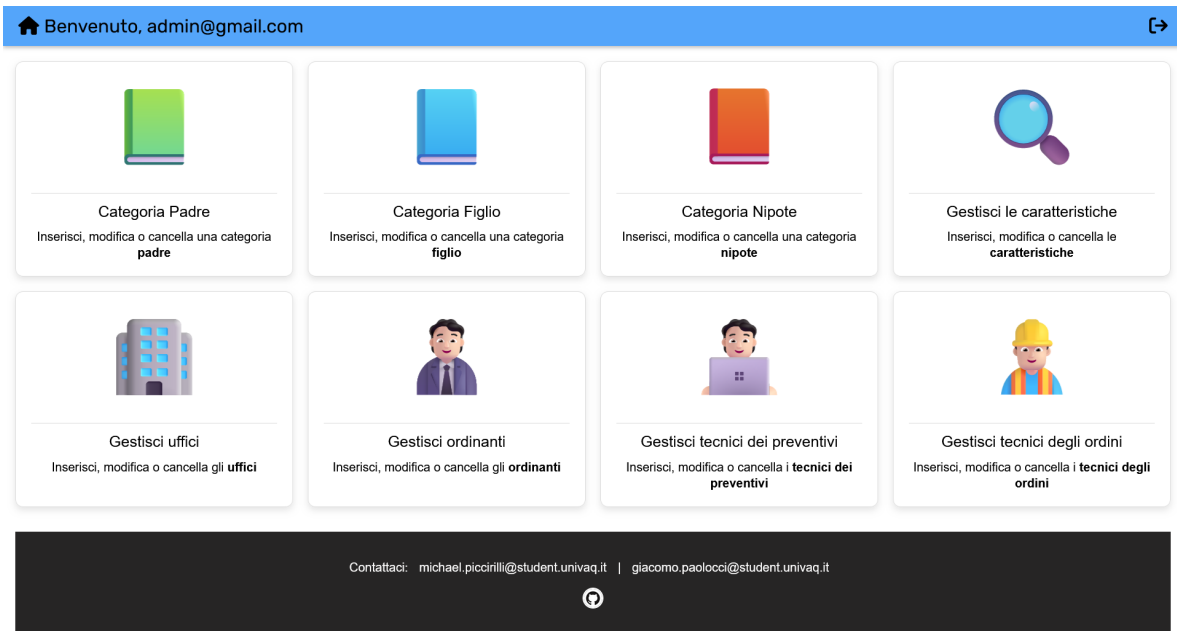 Benvenuto, admin@gmail.com
Categoria Padre
Inserisci, modifica o cancella una categoria
padre
Categoria Figlio
Inserisci, modifica o cancella una categoria
figlio
Categoria Nipote
Inserisci, modifica o cancella una categoria
nipote
Gestisci le caratteristiche
Inserisci, modifica o cancella le
caratteristiche
Gestisci uffici
Inserisci, modifica o cancella gli uffici
Gestisci ordinanti
Inserisci, modifica o cancella gli ordinanti
Gestisci tecnici dei preventivi
Inserisci, modifica o cancella i tecnici dei
preventivi
Gestisci tecnici degli ordini
Inserisci, modifica o cancella i tecnici degli
ordini
Contattaci: michael.piccirilli@student.univaq.it | giacomo.paolocci@student.univaq.it